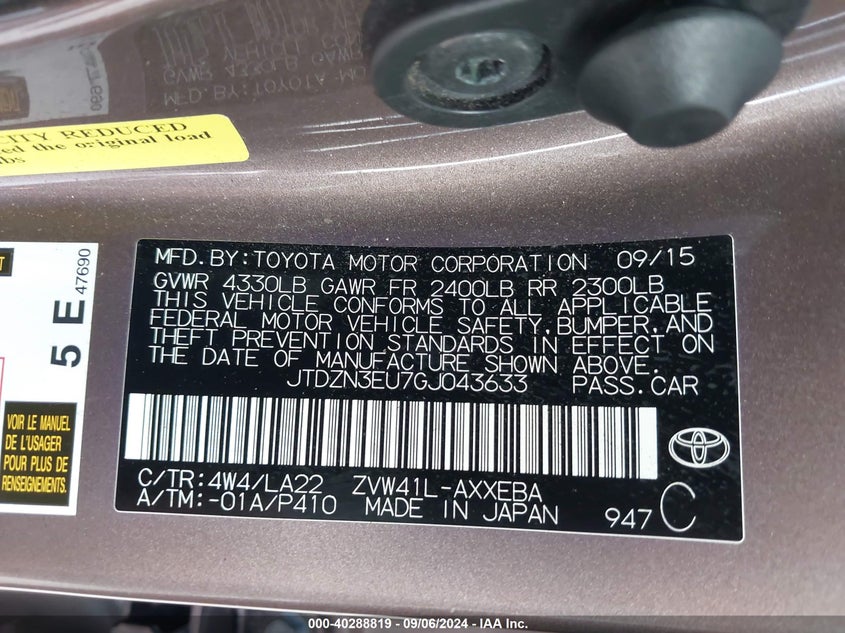 CITY REDUCED
the original load
lbs
47690
5 E
VOIR LE MANUEL
DE L'USAGER
POUR PLUS DE
RENSEIGNEMENTS.
MFD.BY:TOYOTA MOTOR CORPORATION 09/15
GVWR 4330LB GAWR FR 2400LB RR 2300LB
THIS VEHICLE CONFORMS TO ALL APPLICABLE
FEDERAL MOTOR VEHICLE SAFETY,BUMPER,AND
THEFT PREVENTION STANDARDS IN EFFECT ON
THE DATE OF MANUFACTURE SHOWN ABOVE.
JTDZN3EU7GJ043633 PASS.CAR
C/TR:4W4/LA22 ZVW41L-AXXEBA
A/TM:-01A/P410 MADE IN JAPAN 947 C
000-40288819 - 09/06/2024 - IAA Inc.